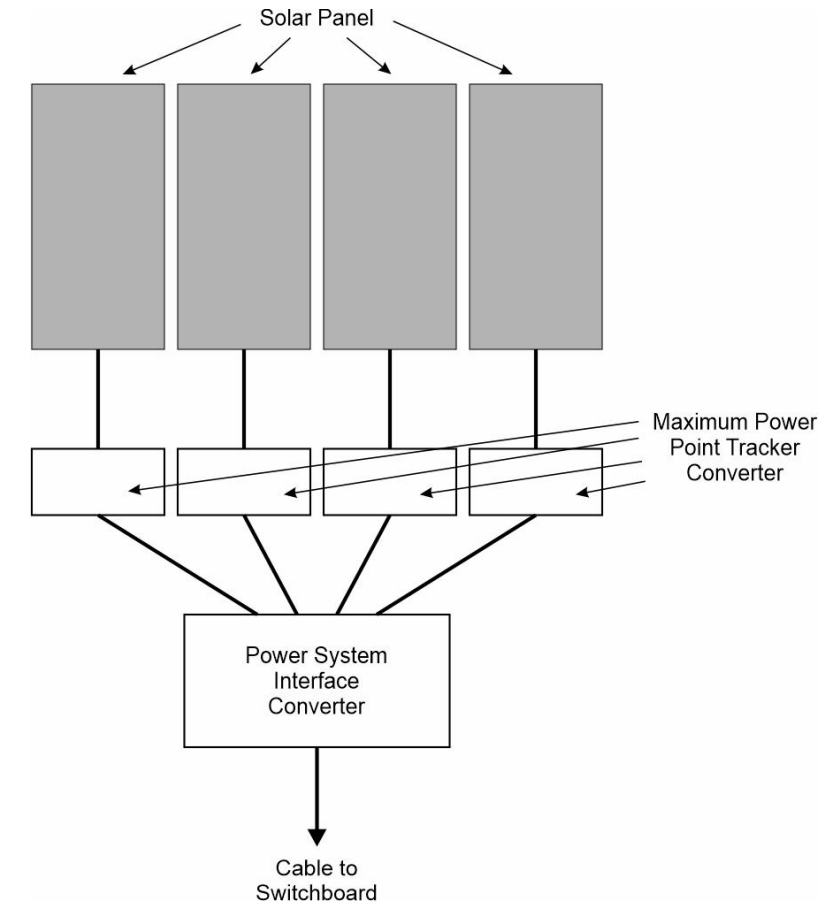 Solar Panel
Maximum Power
Point Tracker
Converter
Power System
Interface
Converter
Cable to
Switchboard